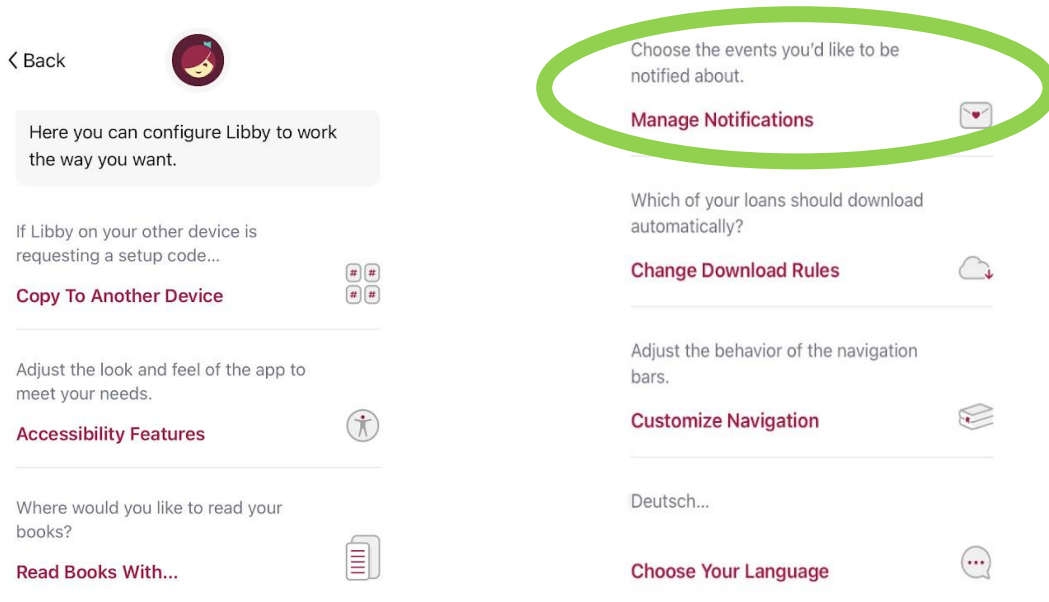 Back
Here you can configure Libby to work
the way you want.
If Libby on your other device is
requesting a setup code...
Copy To Another Device
# #
# #
Adjust the look and feel of the app to
meet your needs.
Accessibility Features
Where would you like to read your
books?
Read Books With...
Choose the events you'd like to be
notified about.
Manage Notifications
Which of your loans should download
automatically?
Change Download Rules
Adjust the behavior of the navigation
bars.
Customize Navigation
Deutsch...
Choose Your Language